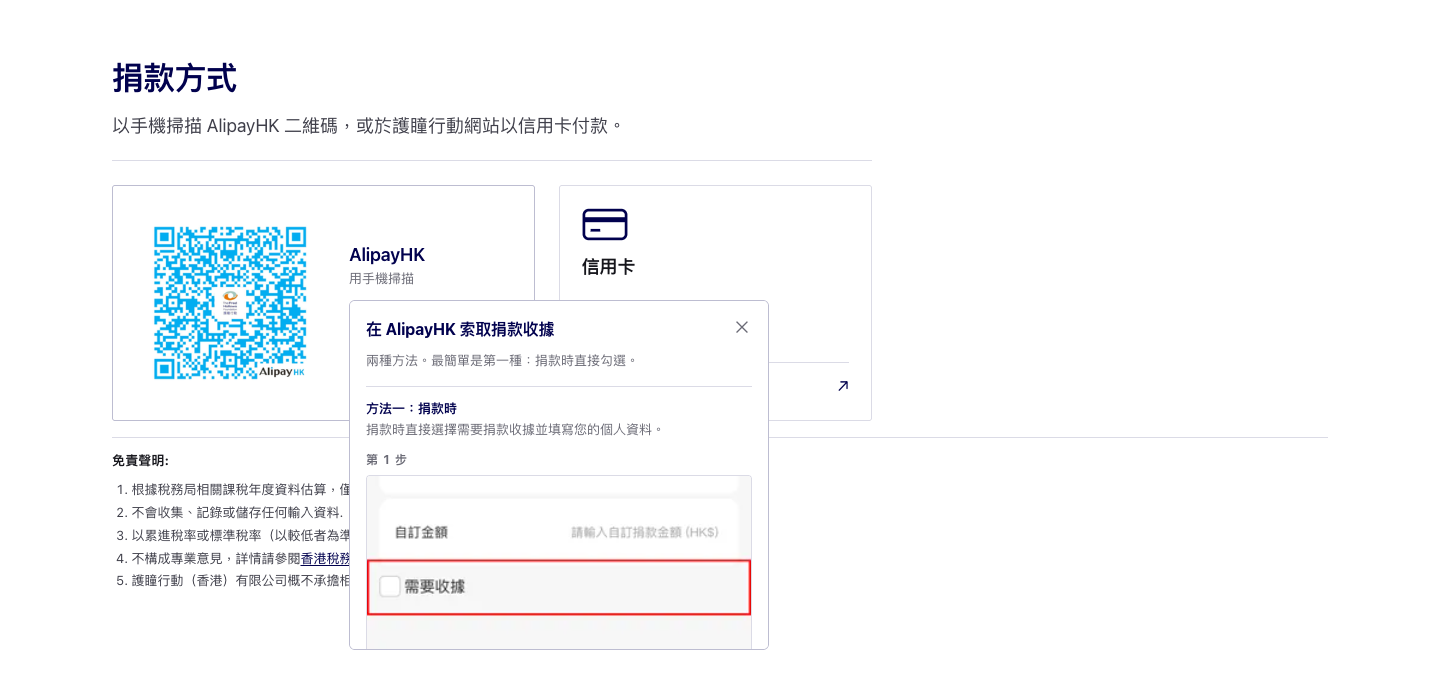 捐款方式
以手機掃描 AlipayHK 二維碼，或於護瞳行動網站以信用卡付款。
AlipayHK
用手機掃描
AlipayHK
信用卡
在 AlipayHK 索取捐款收據
兩種方法。最簡單是第一種：捐款時直接勾選。
方法一：捐款時
捐款時直接選擇需要捐款收據並填寫您的個人資料。
第 1 步
自訂金額
請輸入自訂捐款金額 (HK$)
需要收據
免責聲明:
1. 根據稅務局相關課稅年度資料估算，僅
2. 不會收集、記錄或儲存任何輸入資料.
3. 以累進稅率或標準稅率（以較低者為準
4. 不構成專業意見，詳情請參閱香港稅務
5. 護瞳行動（香港）有限公司概不承擔相